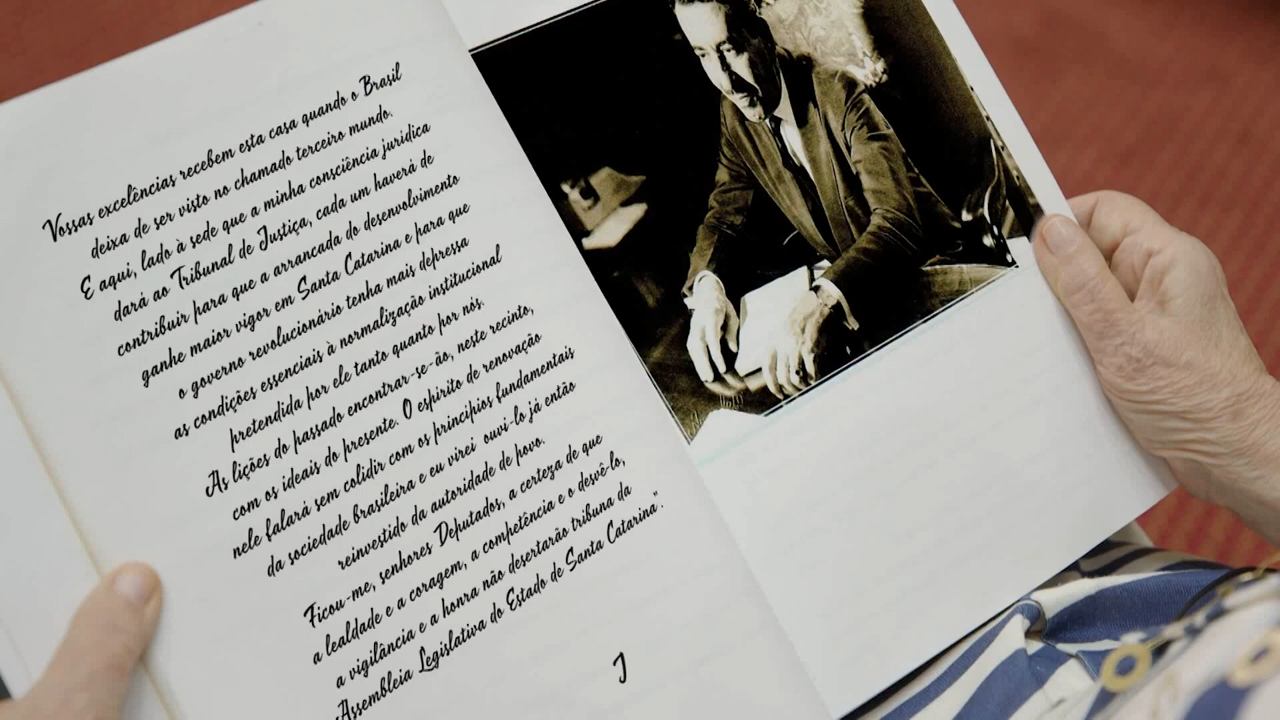 Vossas excelências recebem esta casa quando o Brasil
deixa de ser visto no chamado terceiro mundo.
E aqui, lado à sede que a minha consciência jurídica
dará ao Tribunal de Justiça, cada um haverá de
contribuir para que a arrancada do desenvolvimento
ganhe maior vigor em Santa Catarina e para que
o governo revolucionário tenha mais depressa
as condições essenciais à normalização institucional
pretendida por ele tanto quanto por nós.
As lições do passado encontrar-se-ão, neste recinto,
com os ideais do presente. O espírito de renovação
nele falará sem colidir com os princípios fundamentais
da sociedade brasileira e eu virei ouvi-lo já então
reinvestido da autoridade de povo.
Ficou-me, senhores Deputados, a certeza de que
a lealdade e a coragem, a competência e o desvê-lo,
a vigilância e a honra não desertarão tribuna da
Assembleia Legislativa do Estado de Santa Catarina".
J